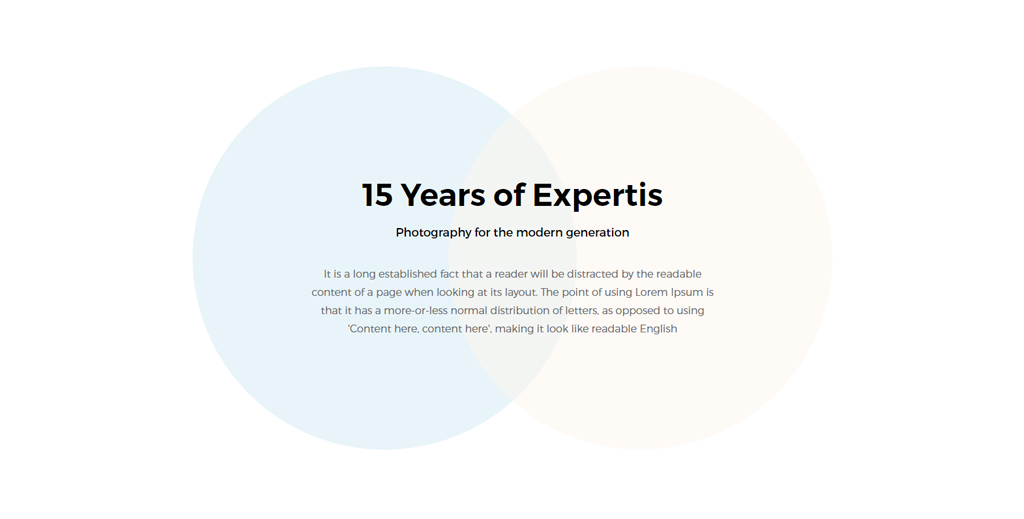 15 Years of Expertis
Photography for the modern generation
It is a long established fact that a reader will be distracted by the readable
content of a page when looking at its layout. The point of using Lorem Ipsum is
that it has a more-or-less normal distribution of letters, as opposed to using
'Content here, content here', making it look like readable English